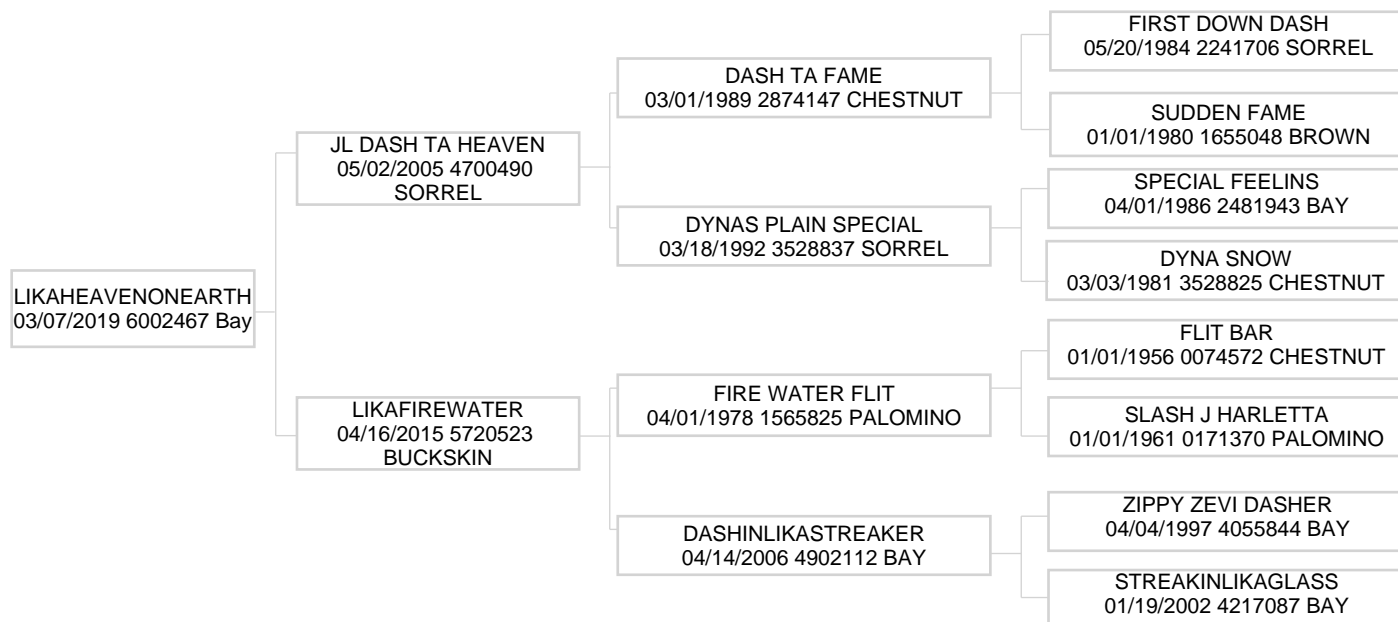 LIKAHEAVENONEARTH
03/07/2019 6002467 Bay
JL DASH TA HEAVEN
05/02/2005 4700490
SORREL
LIKAFIREWATER
04/16/2015 5720523
BUCKSKIN
DASH TA FAME
03/01/1989 2874147 CHESTNUT
DYNAS PLAIN SPECIAL
03/18/1992 3528837 SORREL
FIRE WATER FLIT
04/01/1978 1565825 PALOMINO
DASHINLIKASTREAKER
04/14/2006 4902112 BAY
FIRST DOWN DASH
05/20/1984 2241706 SORREL
SUDDEN FAME
01/01/1980 1655048 BROWN
SPECIAL FEELINS
04/01/1986 2481943 BAY
DYNA SNOW
03/03/1981 3528825 CHESTNUT
FLIT BAR
01/01/1956 0074572 CHESTNUT
SLASH J HARLETTA
01/01/1961 0171370 PALOMINO
ZIPPY ZEVI DASHER
04/04/1997 4055844 BAY
STREAKINLIKAGLASS
01/19/2002 4217087 BAY